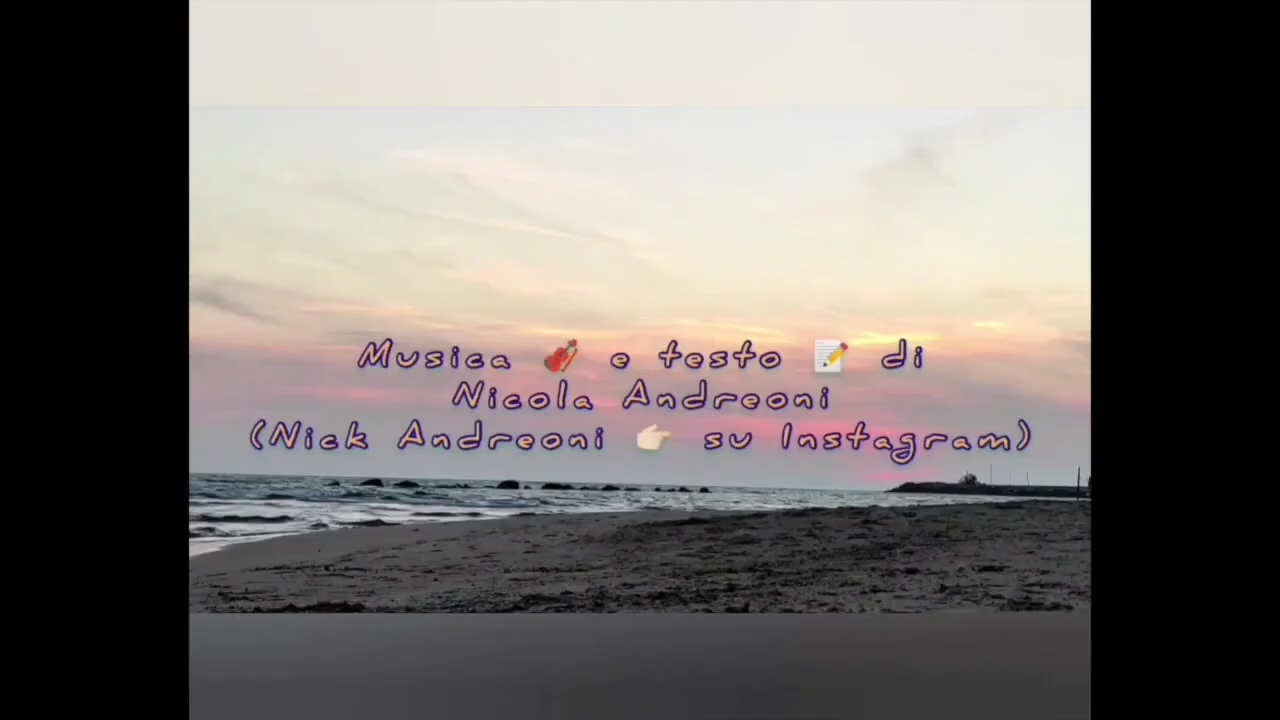 Musica 🎻 e testo 📝 di
Nicola Andreoni
(Nick Andreoni 👉🏻 su Instagram)